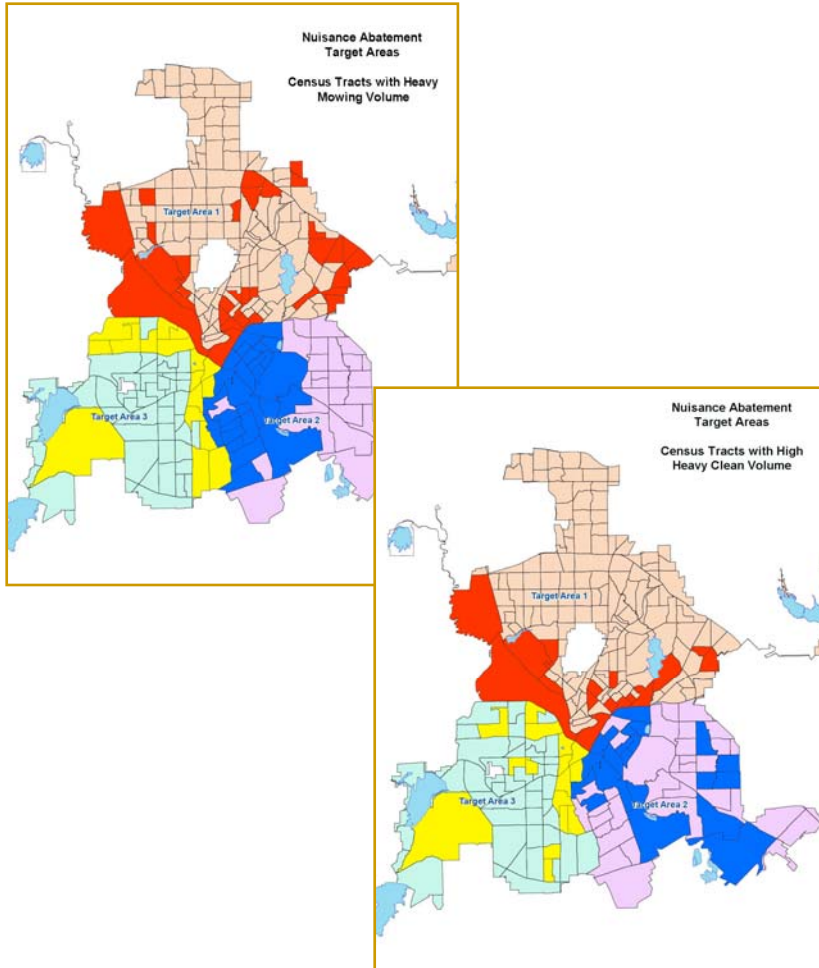 Nuisance Abatement
Target Areas
Census Tracts with Heavy
Mowing Volume
Target Area 1
Target Area 3
Target Area 2
Nuisance Abatement
Target Areas
Census Tracts with High
Heavy Clean Volume
Target Area 1
Target Area 3
Target Area 2